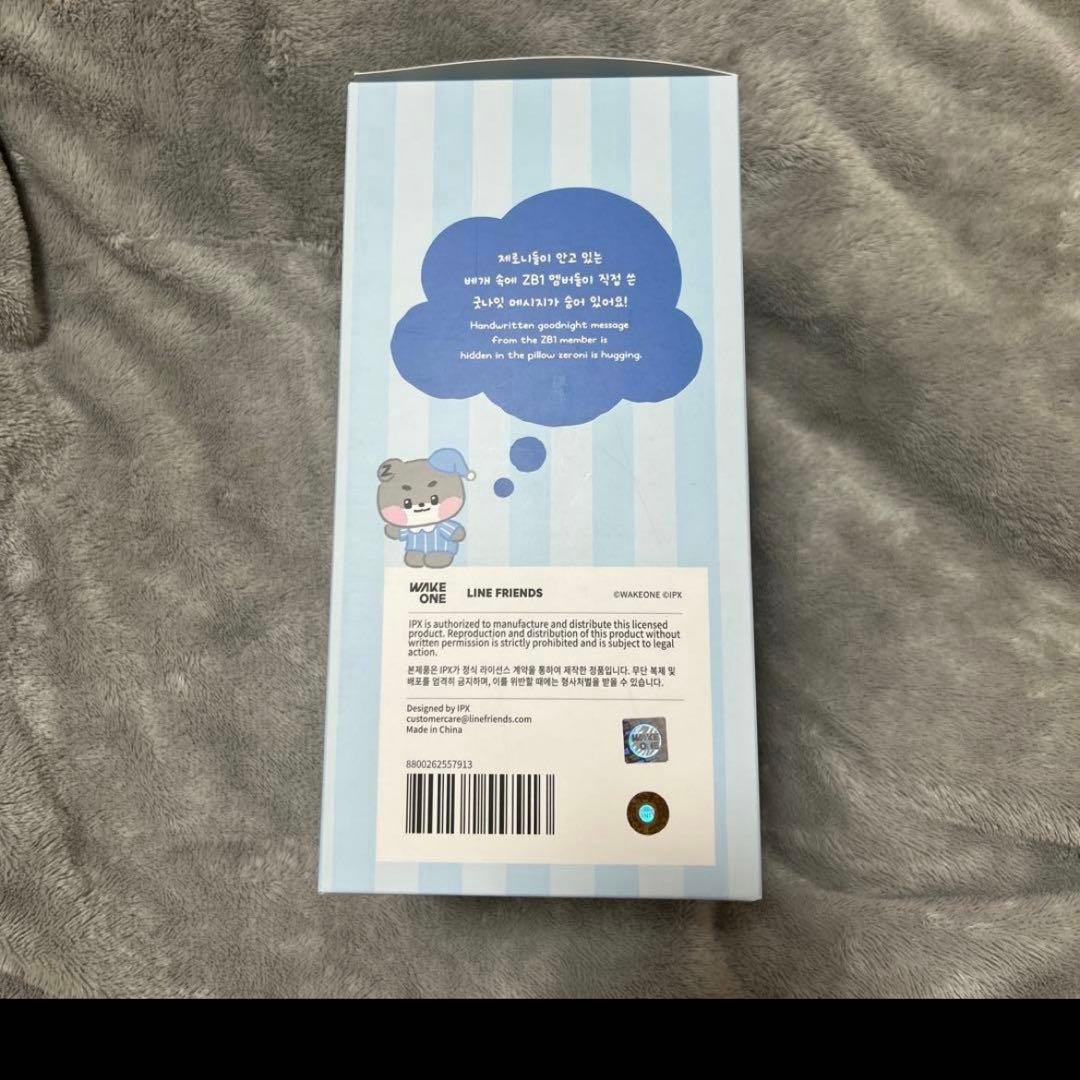 제로니들이 안고 있는
베개 속에 ZB1 멤버들이 직접 쓴
굿나잇 메시지가 숨어 있어요!
Handwritten goodnight message
from the ZB1 member is
hidden in the pillow zeroni is hugging.
Z
WAKE
ONE
LINE FRIENDS
©WAKEONE ©IPX
IPX is authorized to manufacture and distribute this licensed
product. Reproduction and distribution of this product without
written permission is strictly prohibited and is subject to legal
action.
본제품은 IPX가 정식 라이선스 계약을 통하여 제작한 정품입니다. 무단 복제 및
배포를 엄격히 금지하며, 이를 위반할 때에는 형사처벌을 받을 수 있습니다.
Designed by IPX
customercare@linefriends.com
Made in China
WAKE
ONE
8800262557913